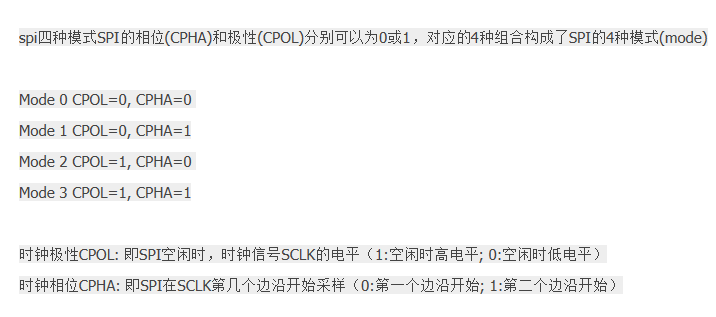 spi四种模式SPI的相位(CPHA)和极性(CPOL)分别可以为0或1，对应的4种组合构成了SPI的4种模式(mode)
Mode 0 CPOL=0, CPHA=0
Mode 1 CPOL=0, CPHA=1
Mode 2 CPOL=1, CPHA=0
Mode 3 CPOL=1, CPHA=1
时钟极性CPOL: 即SPI空闲时，时钟信号SCLK的电平（1:空闲时高电平; 0:空闲时低电平）
时钟相位CPHA: 即SPI在SCLK第几个边沿开始采样（0:第一个边沿开始; 1:第二个边沿开始）